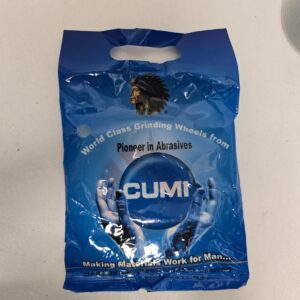 World Class Grinding Wheels from
Pioneer in Abrasives
CUMI
Making Materials Work for Man...